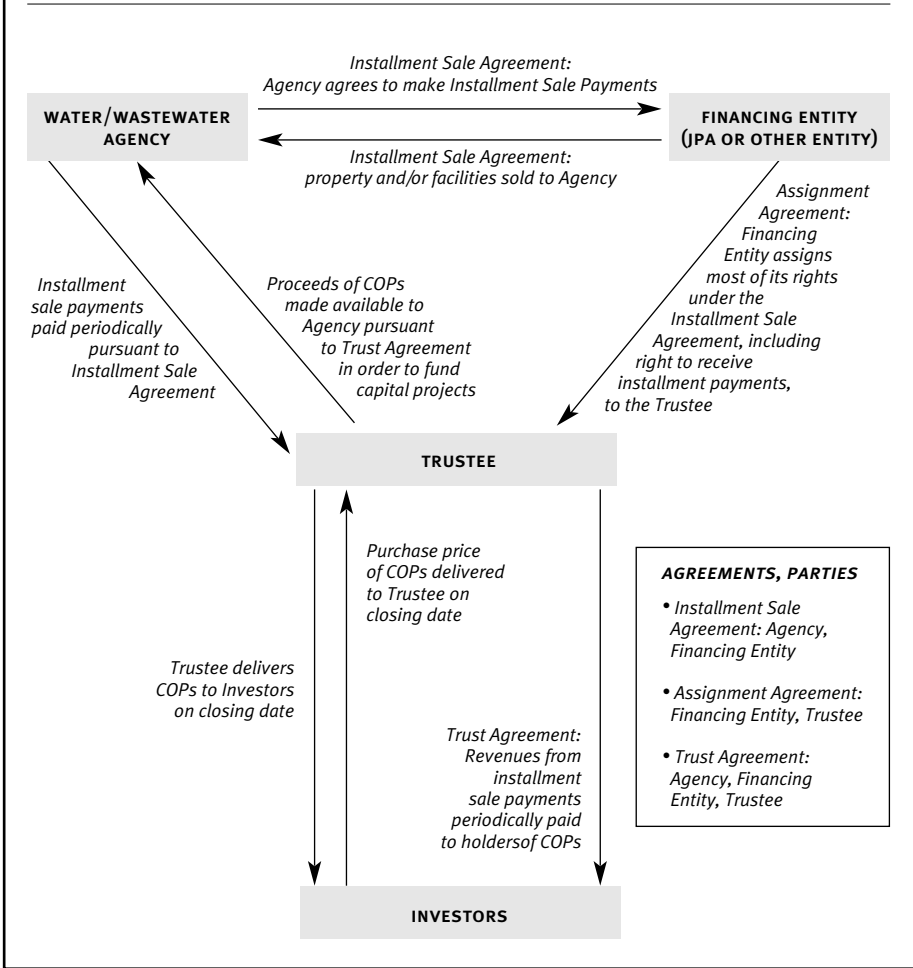 Installment Sale Agreement:
Agency agrees to make Installment Sale Payments
WATER/WASTEWATER
AGENCY
FINANCING ENTITY
(JPA OR OTHER ENTITY)
Installment Sale Agreement:
property and/or facilities sold to Agency
Installment
sale payments
paid periodically
pursuant to
Installment Sale
Agreement
Proceeds of COPs
made available to
Agency pursuant
to Trust Agreement
in order to fund
capital projects
Assignment
Agreement:
Financing
Entity assigns
most of its rights
under the
Installment Sale
Agreement, including
right to receive
installment payments,
to the Trustee
TRUSTEE
Trustee delivers
COPs to Investors
on closing date
Purchase price
of COPs delivered
to Trustee on
closing date
Trust Agreement:
Revenues from
installment
sale payments
periodically paid
to holdersof COPs
AGREEMENTS, PARTIES
• Installment Sale
Agreement: Agency,
Financing Entity
• Assignment Agreement:
Financing Entity, Trustee
• Trust Agreement:
Agency, Financing
Entity, Trustee
INVESTORS